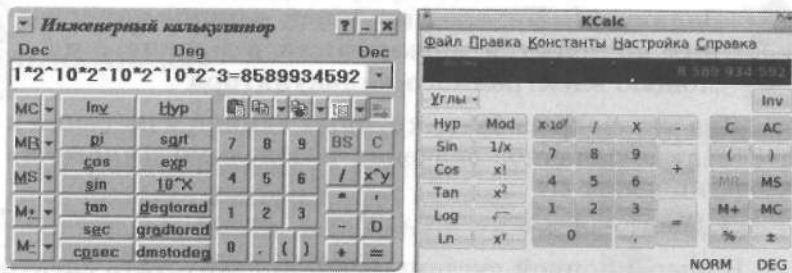 Инженерный калькулятор ? - ×
Dec Deg Dec
1*2^10*2^10*2^10*2^3=8589934592
MC Inv Hyp
MR pi sqrt 7 8 9 BS C
cos exp
MS sin 10^X 4 5 6 / x^y
M+ tan degtorad 1 2 3 * '
sec gradtorad - D
M- cosec dmstodeg 0 . ( ) + =
KCalc
Файл Правка Константы Настройка Справка
8 589 934 592
Углы Inv
Hyp Mod / X - C AC
Sin 1/x 7 8 9 ( )
Cos x! 4 5 6 + MR MS
Tan x²
Log √ 1 2 3 = M+ MC
Ln 0 , % ±
NORM DEG